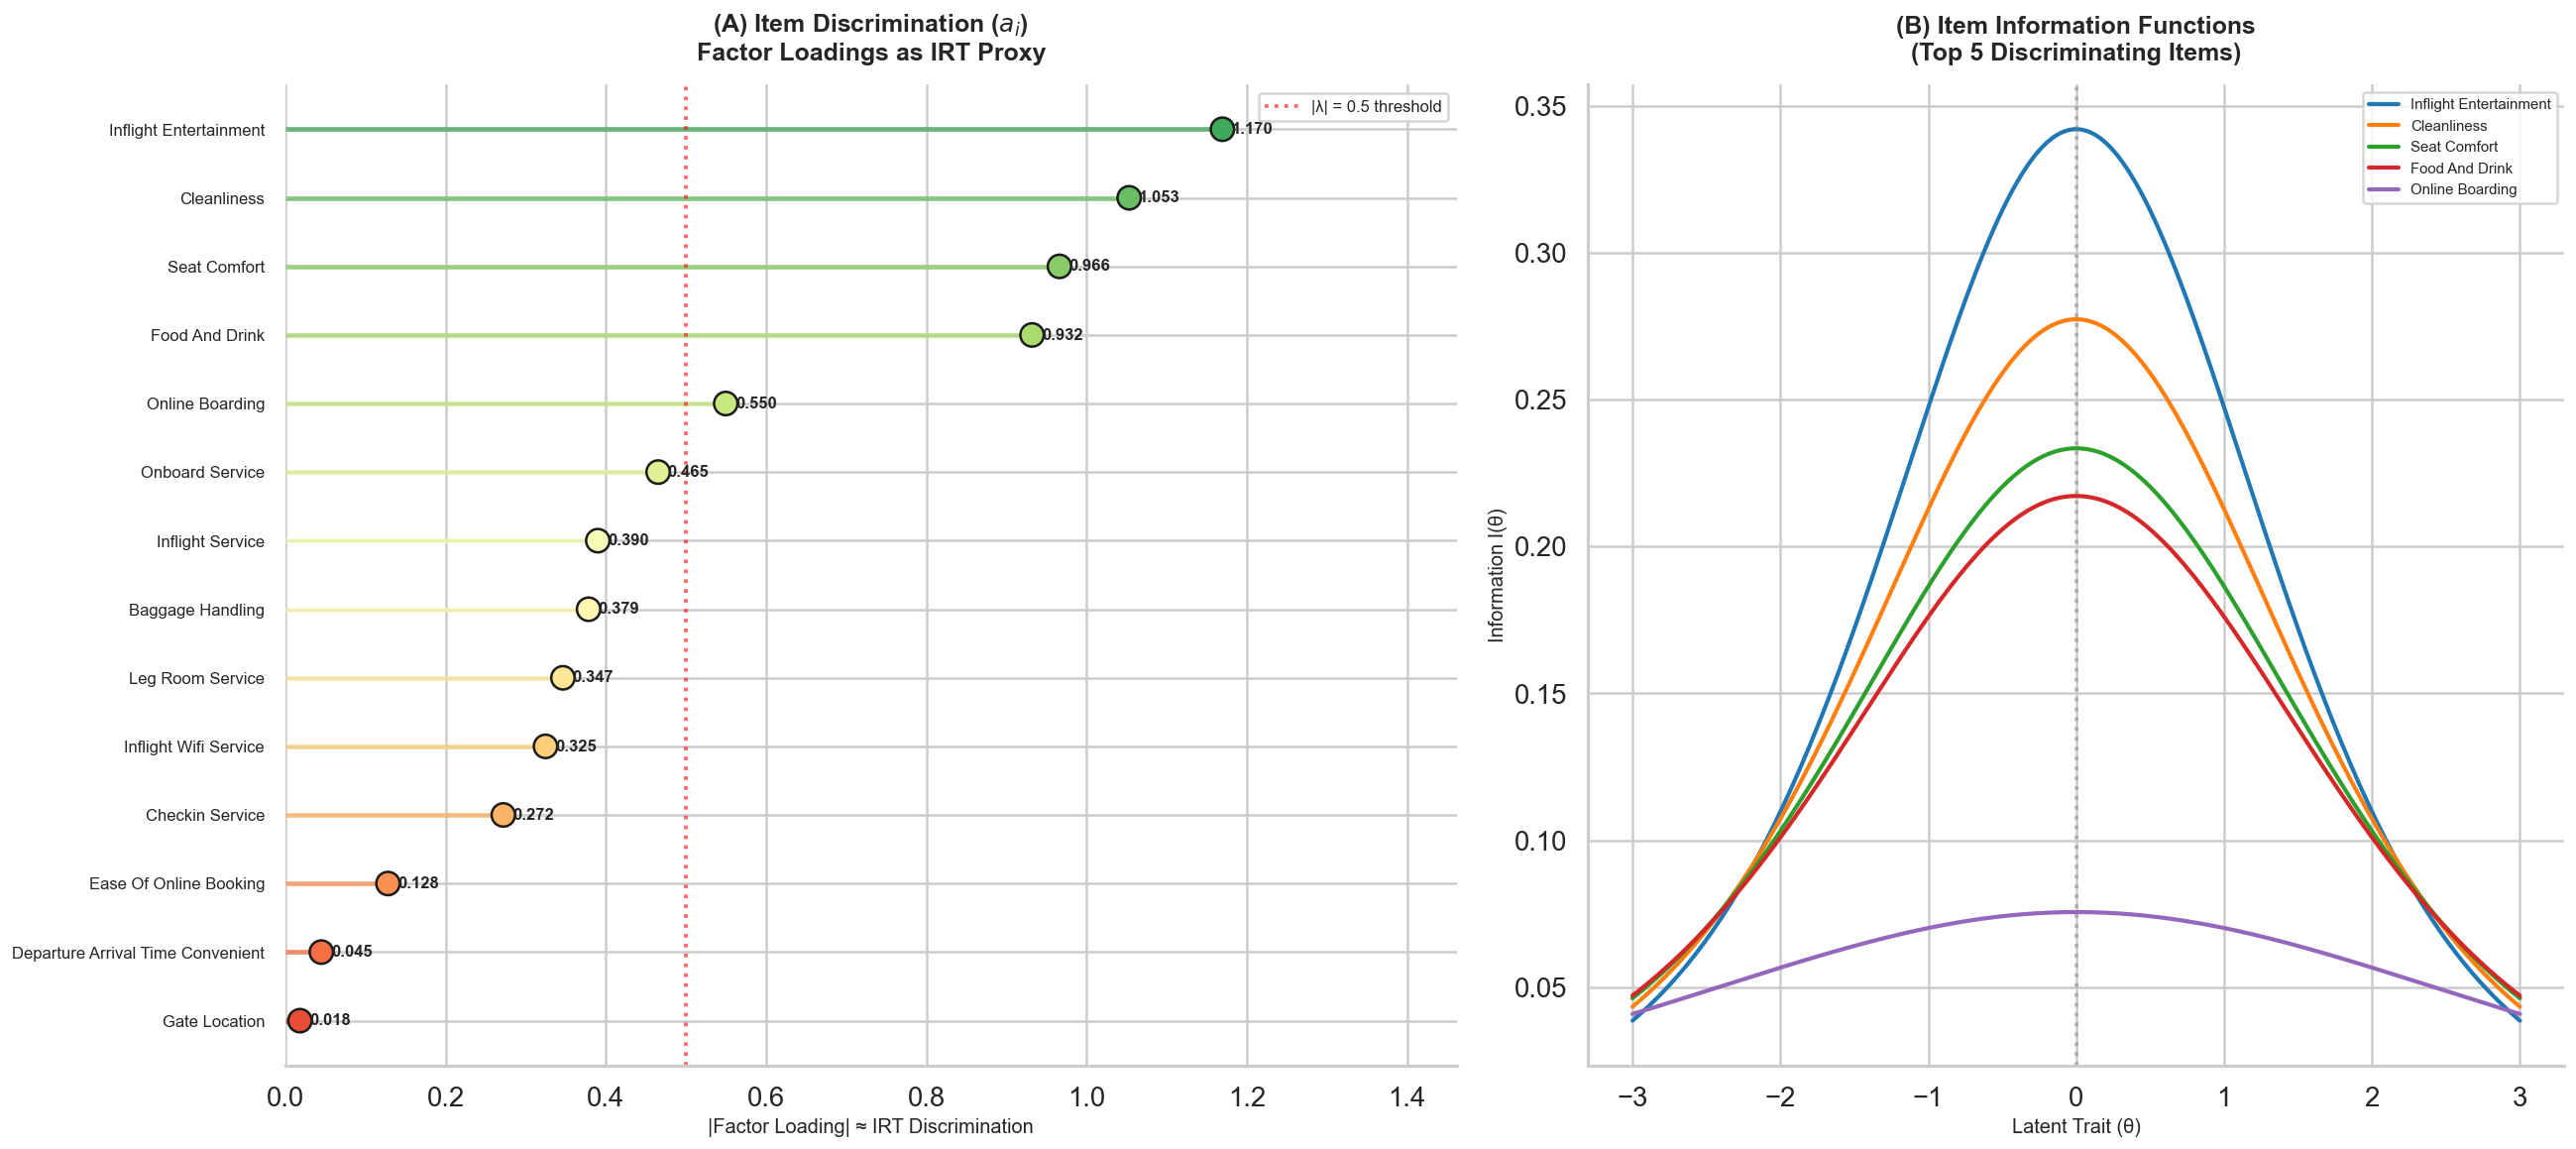 (A) Item Discrimination (aᵢ)
Factor Loadings as IRT Proxy
|λ| = 0.5 threshold
Inflight Entertainment 1.170
Cleanliness 1.053
Seat Comfort 0.966
Food And Drink 0.932
Online Boarding 0.550
Onboard Service 0.465
Inflight Service 0.390
Baggage Handling 0.379
Leg Room Service 0.347
Inflight Wifi Service 0.325
Checkin Service 0.272
Ease Of Online Booking 0.128
Departure Arrival Time Convenient 0.045
Gate Location 0.018
0.0 0.2 0.4 0.6 0.8 1.0 1.2 1.4
|Factor Loading| ≈ IRT Discrimination
(B) Item Information Functions
(Top 5 Discriminating Items)
Inflight Entertainment
Cleanliness
Seat Comfort
Food And Drink
Online Boarding
0.35
0.30
0.25
0.20
0.15
0.10
0.05
Information I(θ)
−3 −2 −1 0 1 2 3
Latent Trait (θ)